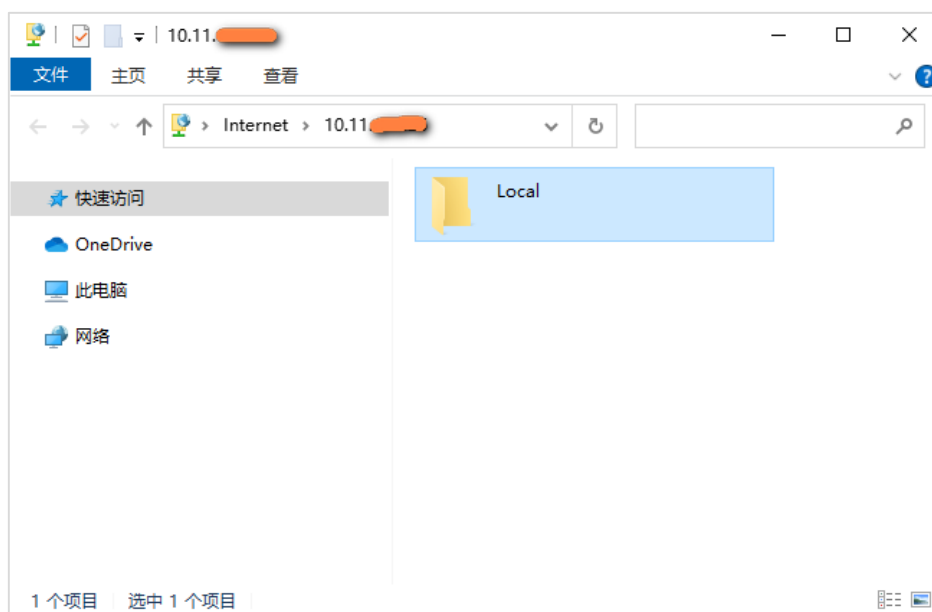 10.11.
文件 主页 共享 查看
Internet 10.11.
快速访问
Local
OneDrive
此电脑
网络
1 个项目 选中 1 个项目